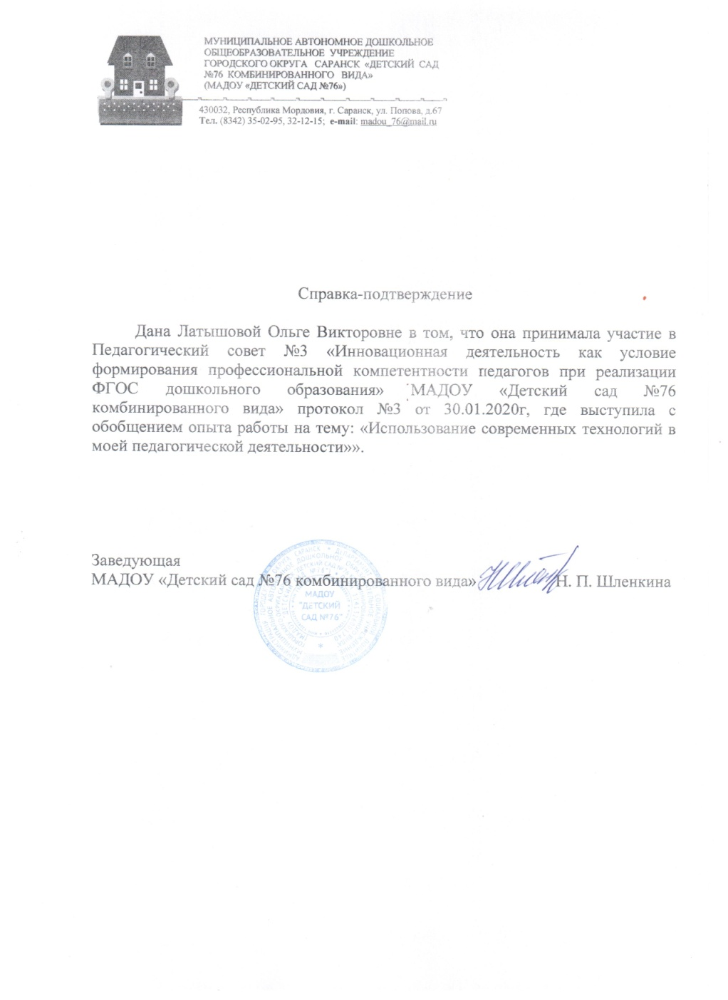 МУНИЦИПАЛЬНОЕ АВТОНОМНОЕ ДОШКОЛЬНОЕ
ОБЩЕОБРАЗОВАТЕЛЬНОЕ УЧРЕЖДЕНИЕ
ГОРОДСКОГО ОКРУГА САРАНСК «ДЕТСКИЙ САД
№76 КОМБИНИРОВАННОГО ВИДА»
(МАДОУ «ДЕТСКИЙ САД №76»)
430032, Республика Мордовия, г. Саранск, ул. Попова, д.67
Тел. (8342) 35-02-95, 32-12-15; e-mail: madou_76@mail.ru
Справка-подтверждение
Дана Латышовой Ольге Викторовне в том, что она принимала участие в
Педагогический совет №3 «Инновационная деятельность как условие
формирования профессиональной компетентности педагогов при реализации
ФГОС дошкольного образования» МАДОУ «Детский сад №76
комбинированного вида» протокол №3 от 30.01.2020г, где выступила с
обобщением опыта работы на тему: «Использование современных технологий в
моей педагогической деятельности»».
Заведующая
МАДОУ «Детский сад №76 комбинированного вида» Н. П. Шленкина
МАДОУ
"ДЕТСКИЙ
САД №76"